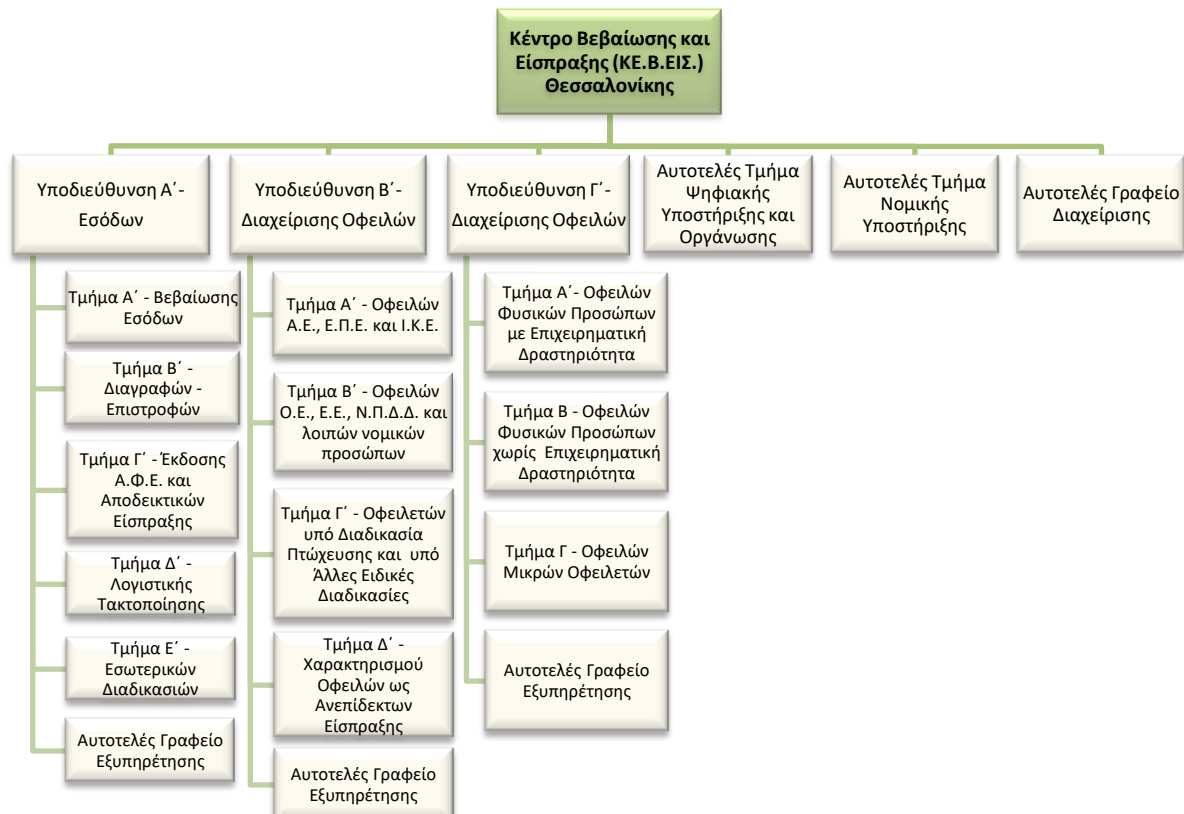 Κέντρο Βεβαίωσης και
Είσπραξης (ΚΕ.Β.ΕΙΣ.)
Θεσσαλονίκης
Υποδιεύθυνση Α΄-
Εσόδων
Υποδιεύθυνση Β΄-
Διαχείρισης Οφειλών
Υποδιεύθυνση Γ΄-
Διαχείρισης Οφειλών
Αυτοτελές Τμήμα
Ψηφιακής
Υποστήριξης και
Οργάνωσης
Αυτοτελές Τμήμα
Νομικής
Υποστήριξης
Αυτοτελές Γραφείο
Διαχείρισης
Τμήμα Α΄ - Βεβαίωσης
Εσόδων
Τμήμα Β΄ -
Διαγραφών -
Επιστροφών
Τμήμα Γ΄ - Έκδοσης
Α.Φ.Ε. και
Αποδεικτικών
Είσπραξης
Τμήμα Δ΄ -
Λογιστικής
Τακτοποίησης
Τμήμα Ε΄ -
Εσωτερικών
Διαδικασιών
Αυτοτελές Γραφείο
Εξυπηρέτησης
Τμήμα Α΄ - Οφειλών
Α.Ε., Ε.Π.Ε. και Ι.Κ.Ε.
Τμήμα Β΄ - Οφειλών
Ο.Ε., Ε.Ε., Ν.Π.Δ.Δ. και
λοιπών νομικών
προσώπων
Τμήμα Γ΄ - Οφειλετών
υπό Διαδικασία
Πτώχευσης και υπό
Άλλες Ειδικές
Διαδικασίες
Τμήμα Δ΄ -
Χαρακτηρισμού
Οφειλών ως
Ανεπίδεκτων
Είσπραξης
Αυτοτελές Γραφείο
Εξυπηρέτησης
Τμήμα Α΄- Οφειλών
Φυσικών Προσώπων
με Επιχειρηματική
Δραστηριότητα
Τμήμα Β - Οφειλών
Φυσικών Προσώπων
χωρίς Επιχειρηματική
Δραστηριότητα
Τμήμα Γ - Οφειλών
Μικρών Οφειλετών
Αυτοτελές Γραφείο
Εξυπηρέτησης